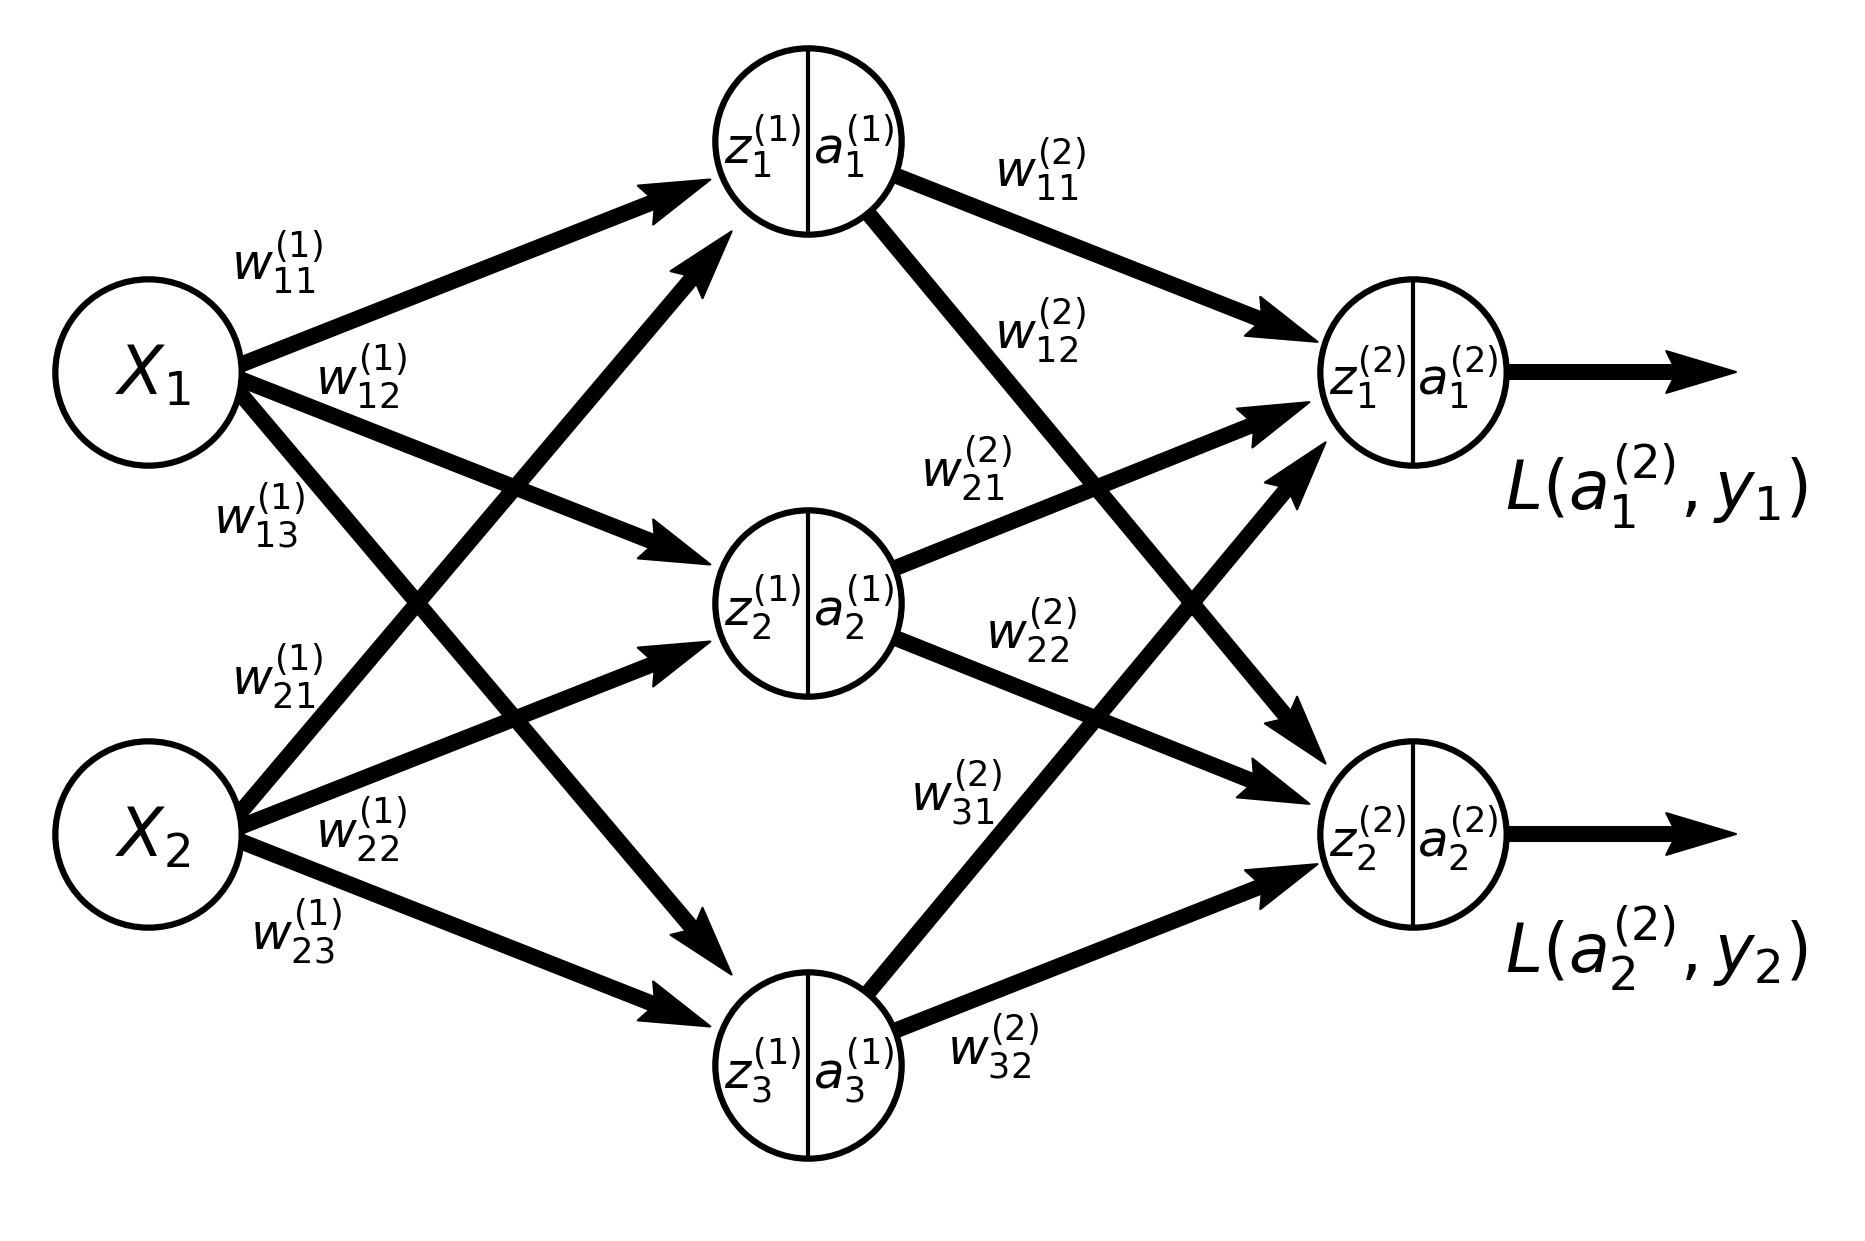 z_1^{(1)} a_1^{(1)}
w_{11}^{(2)}
w_{11}^{(1)}
w_{12}^{(2)}
X_1
w_{12}^{(1)}
z_1^{(2)} a_1^{(2)}
w_{21}^{(2)}
L(a_1^{(2)}, y_1)
w_{13}^{(1)}
z_2^{(1)} a_2^{(1)}
w_{22}^{(2)}
w_{21}^{(1)}
w_{31}^{(2)}
X_2
w_{22}^{(1)}
z_2^{(2)} a_2^{(2)}
w_{23}^{(1)}
L(a_2^{(2)}, y_2)
z_3^{(1)} a_3^{(1)}
w_{32}^{(2)}